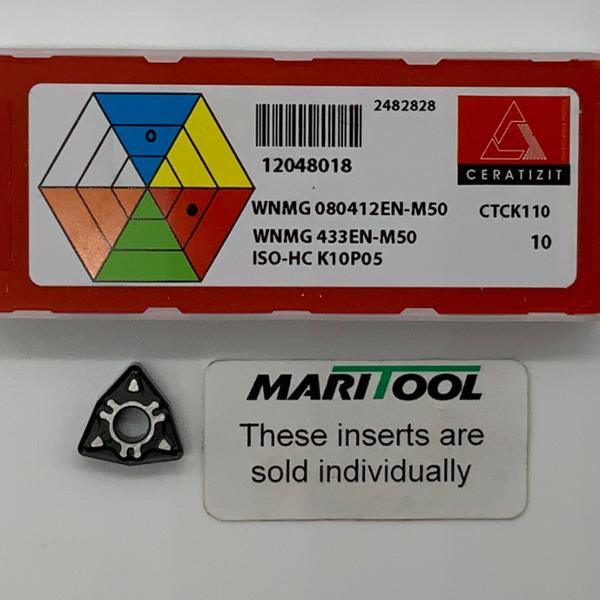 2482828
12048018
CERATIZIT
WNMG 080412EN-M50 CTCK110
WNMG 433EN-M50 10
ISO-HC K10P05
MARITOOL
These inserts are
sold individually